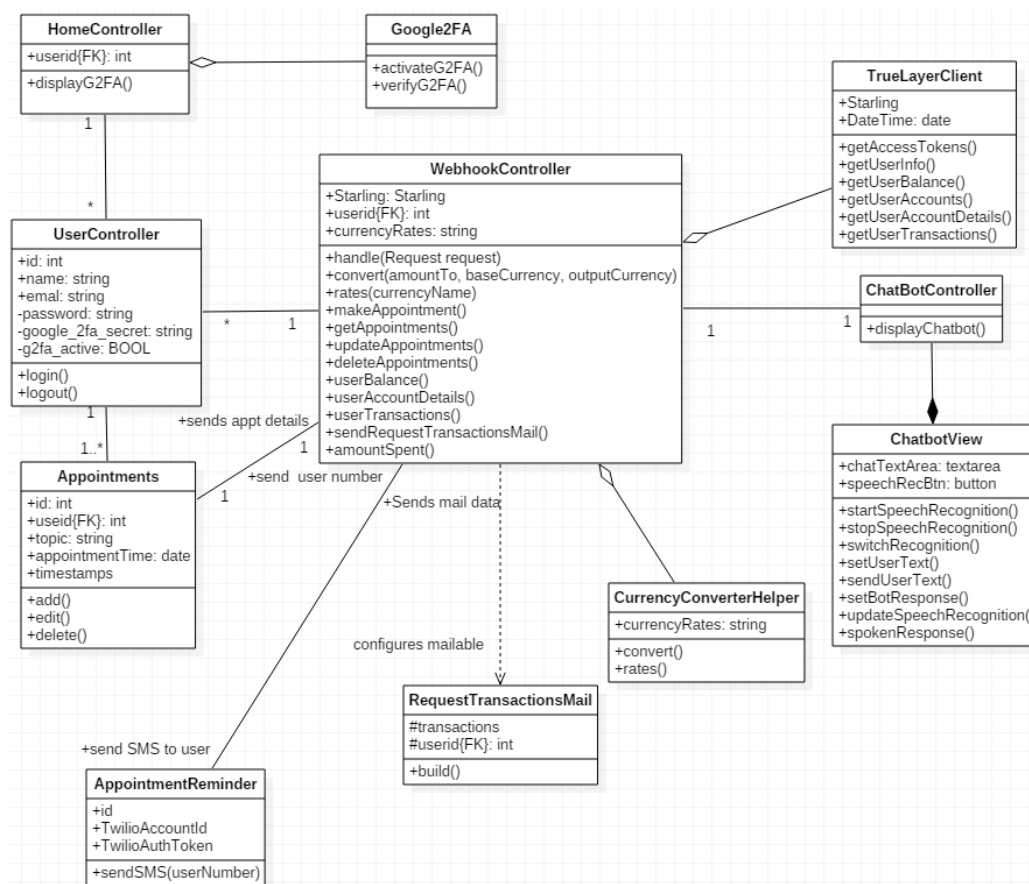 HomeController
+userid{FK}: int
+displayG2FA()
Google2FA
+activateG2FA()
+verifyG2FA()
TrueLayerClient
+Starling
+DateTime: date
+getAccessTokens()
+getUserInfo()
+getUserBalance()
+getUserAccounts()
+getUserAccountDetails()
+getUserTransactions()
1
*
WebhookController
+Starling: Starling
+userid{FK}: int
+currencyRates: string
+handle(Request request)
+convert(amountTo, baseCurrency, outputCurrency)
+rates(currencyName)
+makeAppointment()
+getAppointments()
+updateAppointments()
+deleteAppointments()
+userBalance()
+userAccountDetails()
+userTransactions()
+sendRequestTransactionsMail()
+amountSpent()
UserController
+id: int
+name: string
+emal: string
-password: string
-google_2fa_secret: string
-g2fa_active: BOOL
+login()
+logout()
*
1
1
1
ChatBotController
+displayChatbot()
1
1..*
+sends appt details
1
+send user number
1
Appointments
+id: int
+useid{FK}: int
+topic: string
+appointmentTime: date
+timestamps
+add()
+edit()
+delete()
+Sends mail data
ChatbotView
+chatTextArea: textarea
+speechRecBtn: button
+startSpeechRecognition()
+stopSpeechRecognition()
+switchRecognition()
+setUserText()
+sendUserText()
+setBotResponse()
+updateSpeechRecognition()
+spokenResponse()
CurrencyConverterHelper
+currencyRates: string
+convert()
+rates()
configures mailable
RequestTransactionsMail
#transactions
#userid{FK}: int
+build()
+send SMS to user
AppointmentReminder
+id
+TwilioAccountId
+TwilioAuthToken
+sendSMS(userNumber)